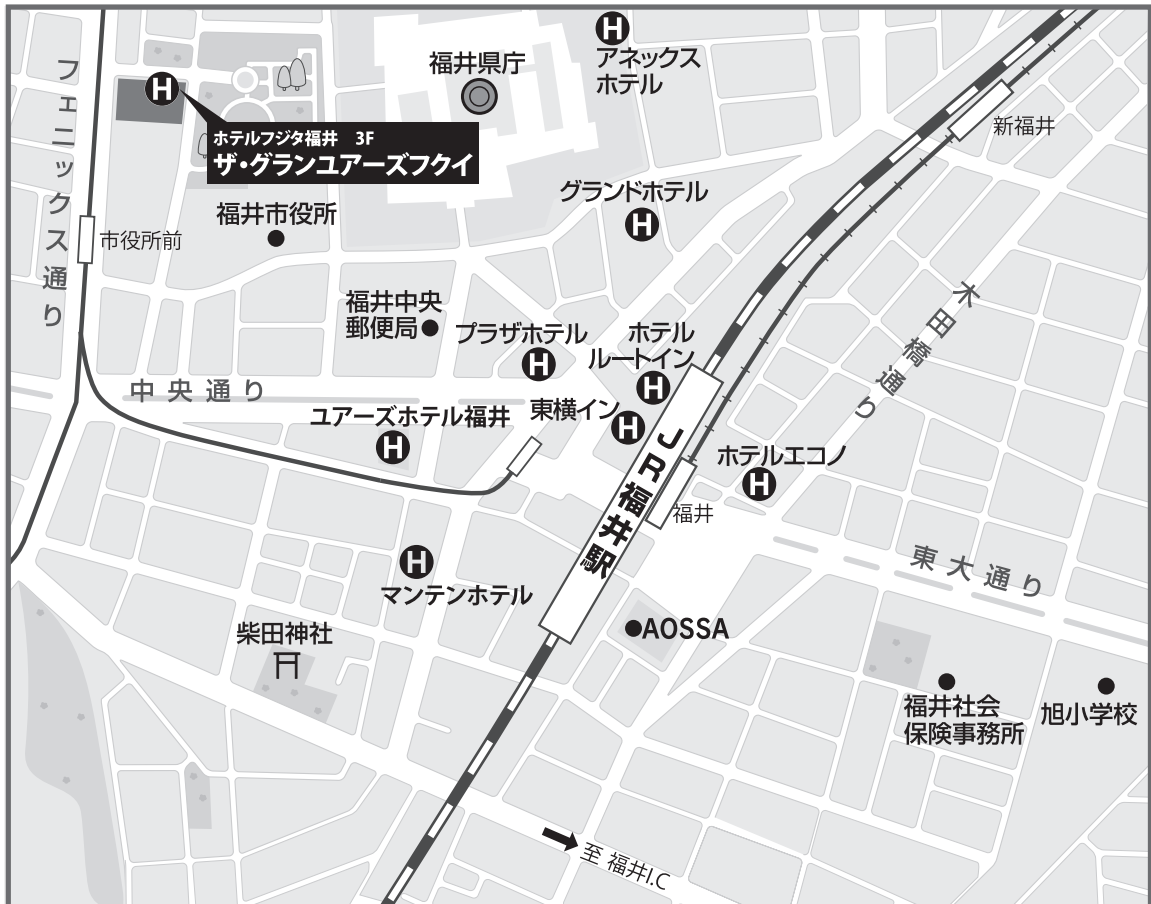 フェニックス通り
H
アネックス
ホテル
福井県庁
H
ホテルフジタ福井 3F
ザ・グランユアーズフクイ
新福井
グランドホテル
H
福井市役所
市役所前
木田橋通り
福井中央
郵便局
プラザホテル
H
ホテル
ルートイン
H
中央通り
ユアーズホテル福井
H
東横イン
H
JR福井駅
ホテルエコノ
H
福井
東大通り
H
マンテンホテル
AOSSA
柴田神社
福井社会
保険事務所
旭小学校
至 福井I.C